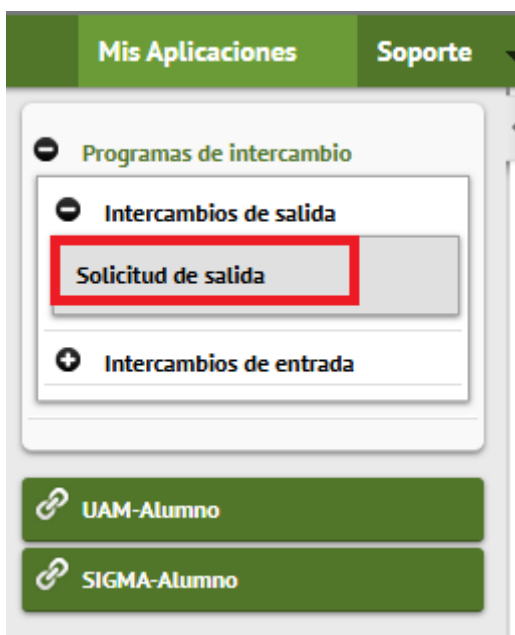 Mis Aplicaciones Soporte
Programas de intercambio
Intercambios de salida
Solicitud de salida
Intercambios de entrada
UAM-Alumno
SIGMA-Alumno